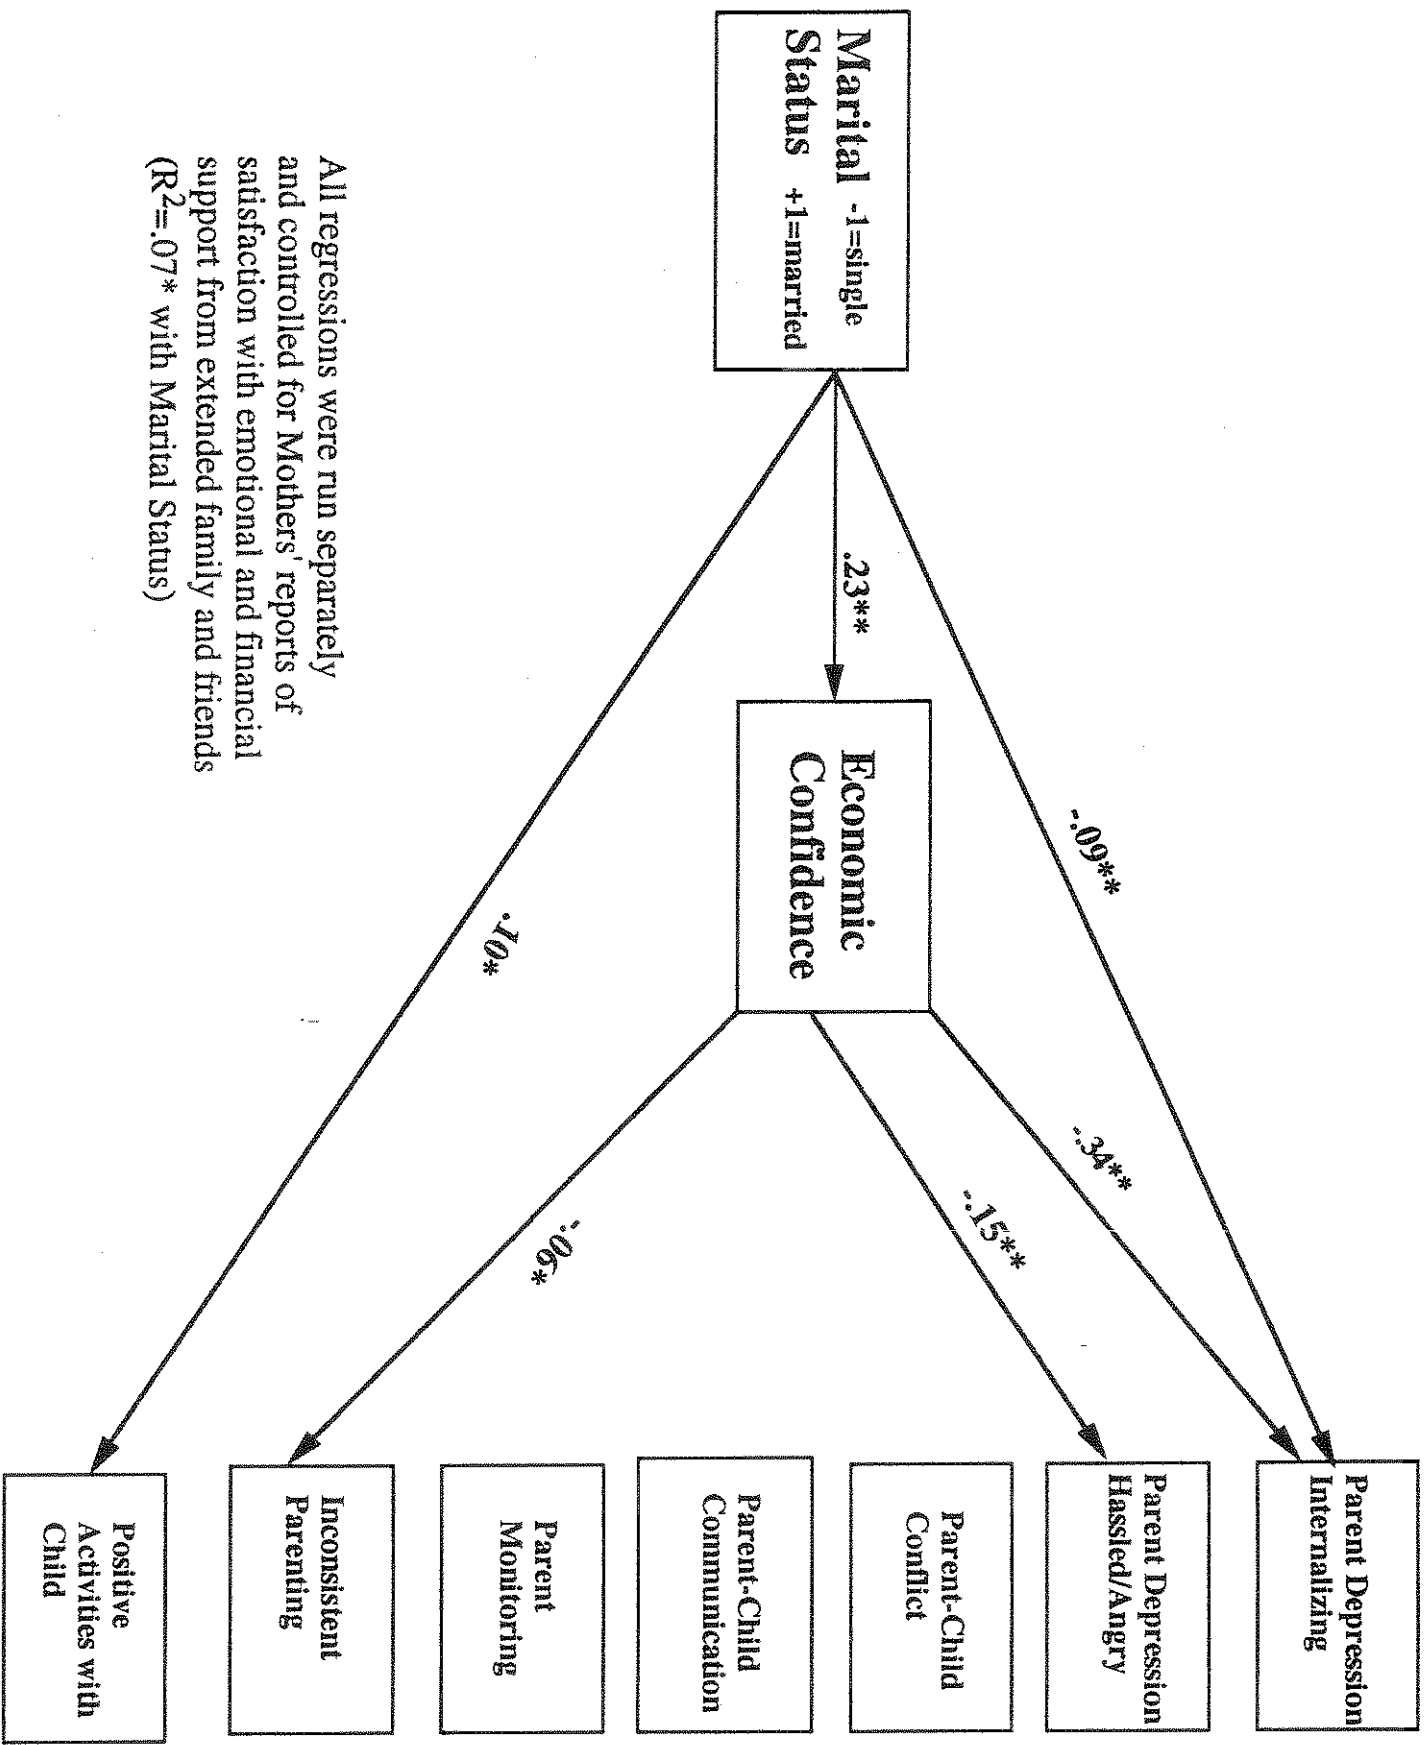 Marital -1=single
Status +1=married
.23**
-.09**
.10*
Economic
Confidence
-.34**
-.15**
-.06*
Parent Depression
Internalizing
Parent Depression
Hassled/Angry
Parent-Child
Conflict
Parent-Child
Communication
Parent
Monitoring
Inconsistent
Parenting
Positive
Activities with
Child
All regressions were run separately
and controlled for Mothers' reports of
satisfaction with emotional and financial
support from extended family and friends
(R²=.07* with Marital Status)